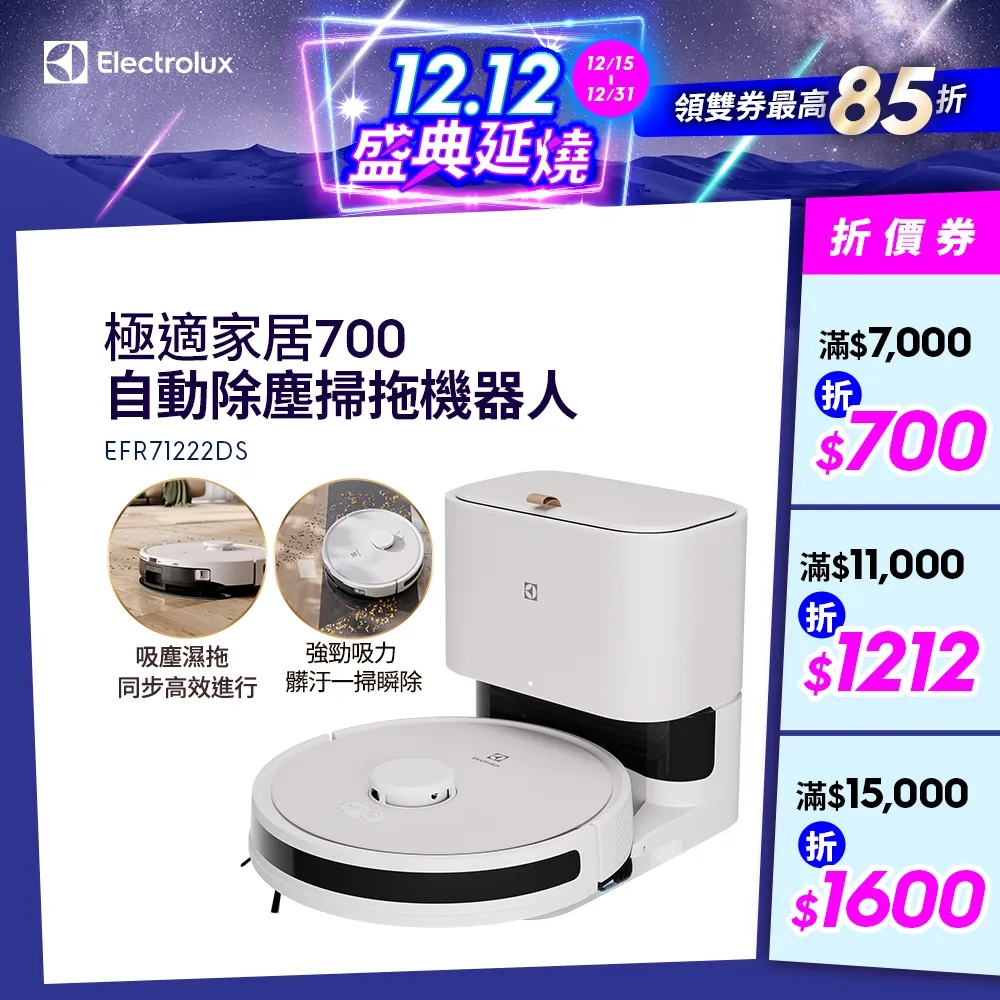 Electrolux
12.12
盛典延燒
12/15
-
12/31
領雙券最高85折
折價券
極適家居700
自動除塵掃拖機器人
EFR71222DS
吸塵濕拖
同步高效進行
強勁吸力
髒汙一掃瞬除
Electrolux
滿$7,000
折
$700
滿$11,000
折
$1212
滿$15,000
折
$1600